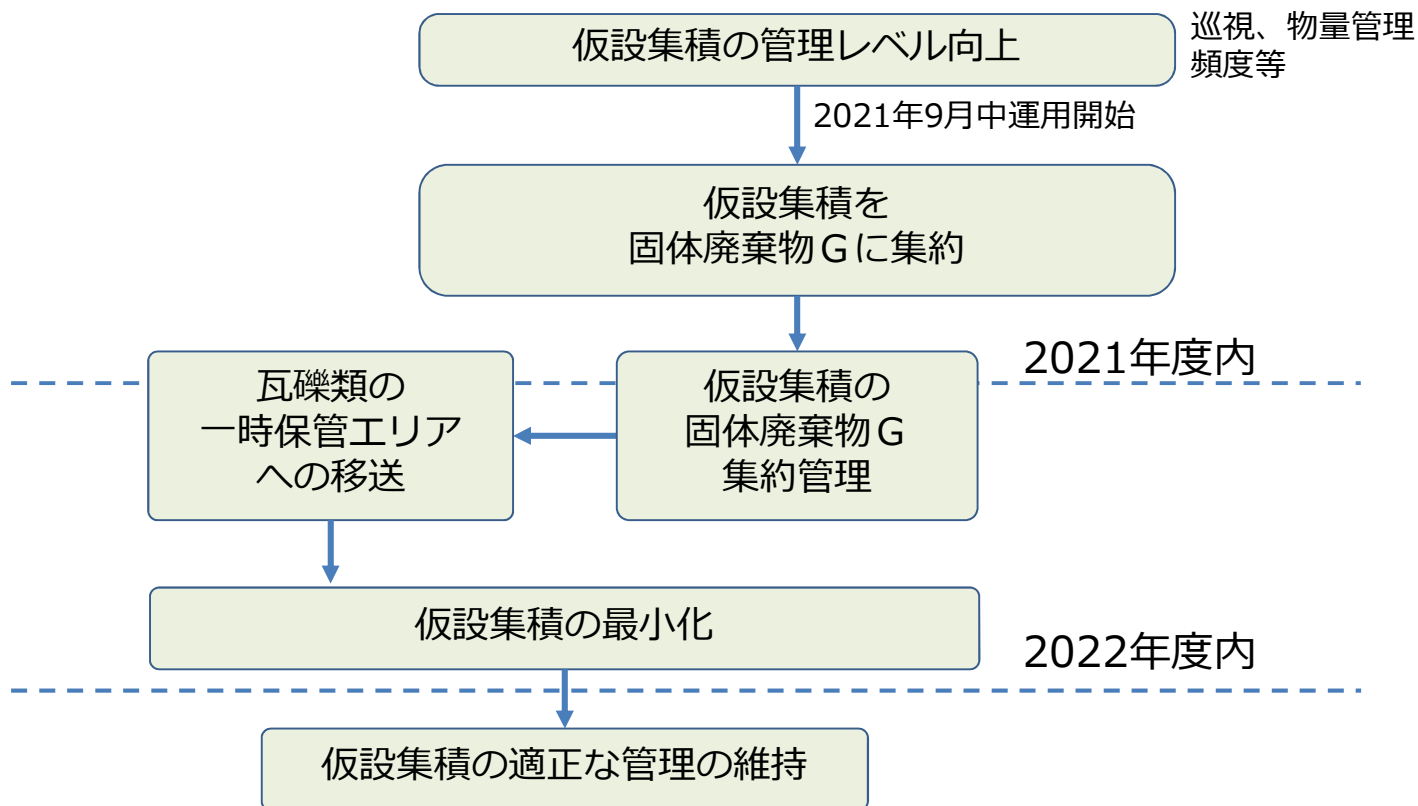 仮設集積の管理レベル向上
巡視、物量管理
頻度等
2021年9月中運用開始
仮設集積を
固体廃棄物Gに集約
2021年度内
瓦礫類の
一時保管エリア
への移送
仮設集積の
固体廃棄物G
集約管理
仮設集積の最小化
2022年度内
仮設集積の適正な管理の維持